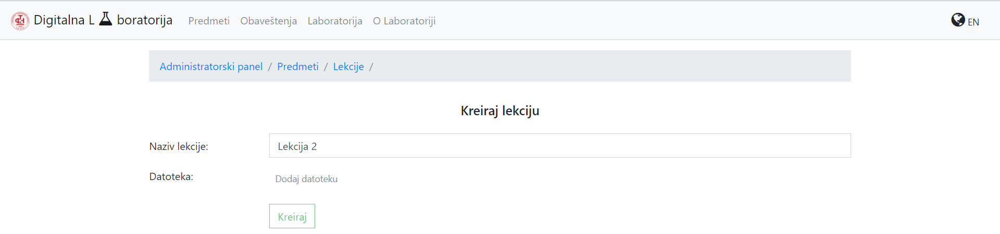 Digitalna L boratorija Predmeti Obaveštenja Laboratorija O Laboratoriji EN
Administratorski panel / Predmeti / Lekcije /
Kreiraj lekciju
Naziv lekcije: Lekcija 2
Datoteka: Dodaj datoteku
Kreiraj